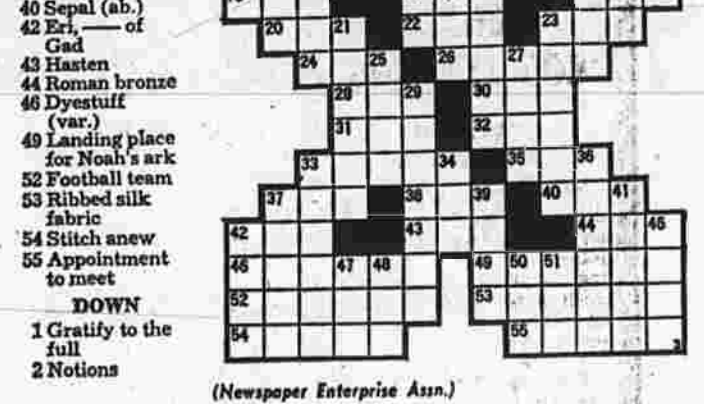 40 Sepal (ab.)
42 Eri, —— of
Gad
43 Hasten
44 Roman bronze
46 Dyestuff
(var.)
49 Landing place
for Noah's ark
52 Football team
53 Ribbed silk
fabric
54 Stitch anew
55 Appointment
to meet
DOWN
1 Gratify to the
full
2 Notions
20 21 22 23
24 25 26 27
28 29 30
31 32
33 34 35 36
37 38 39 40 41
42 43 44 45
46 47 48 49 50 51
52 53
54 55
3
(Newspaper Enterprise Assn.)